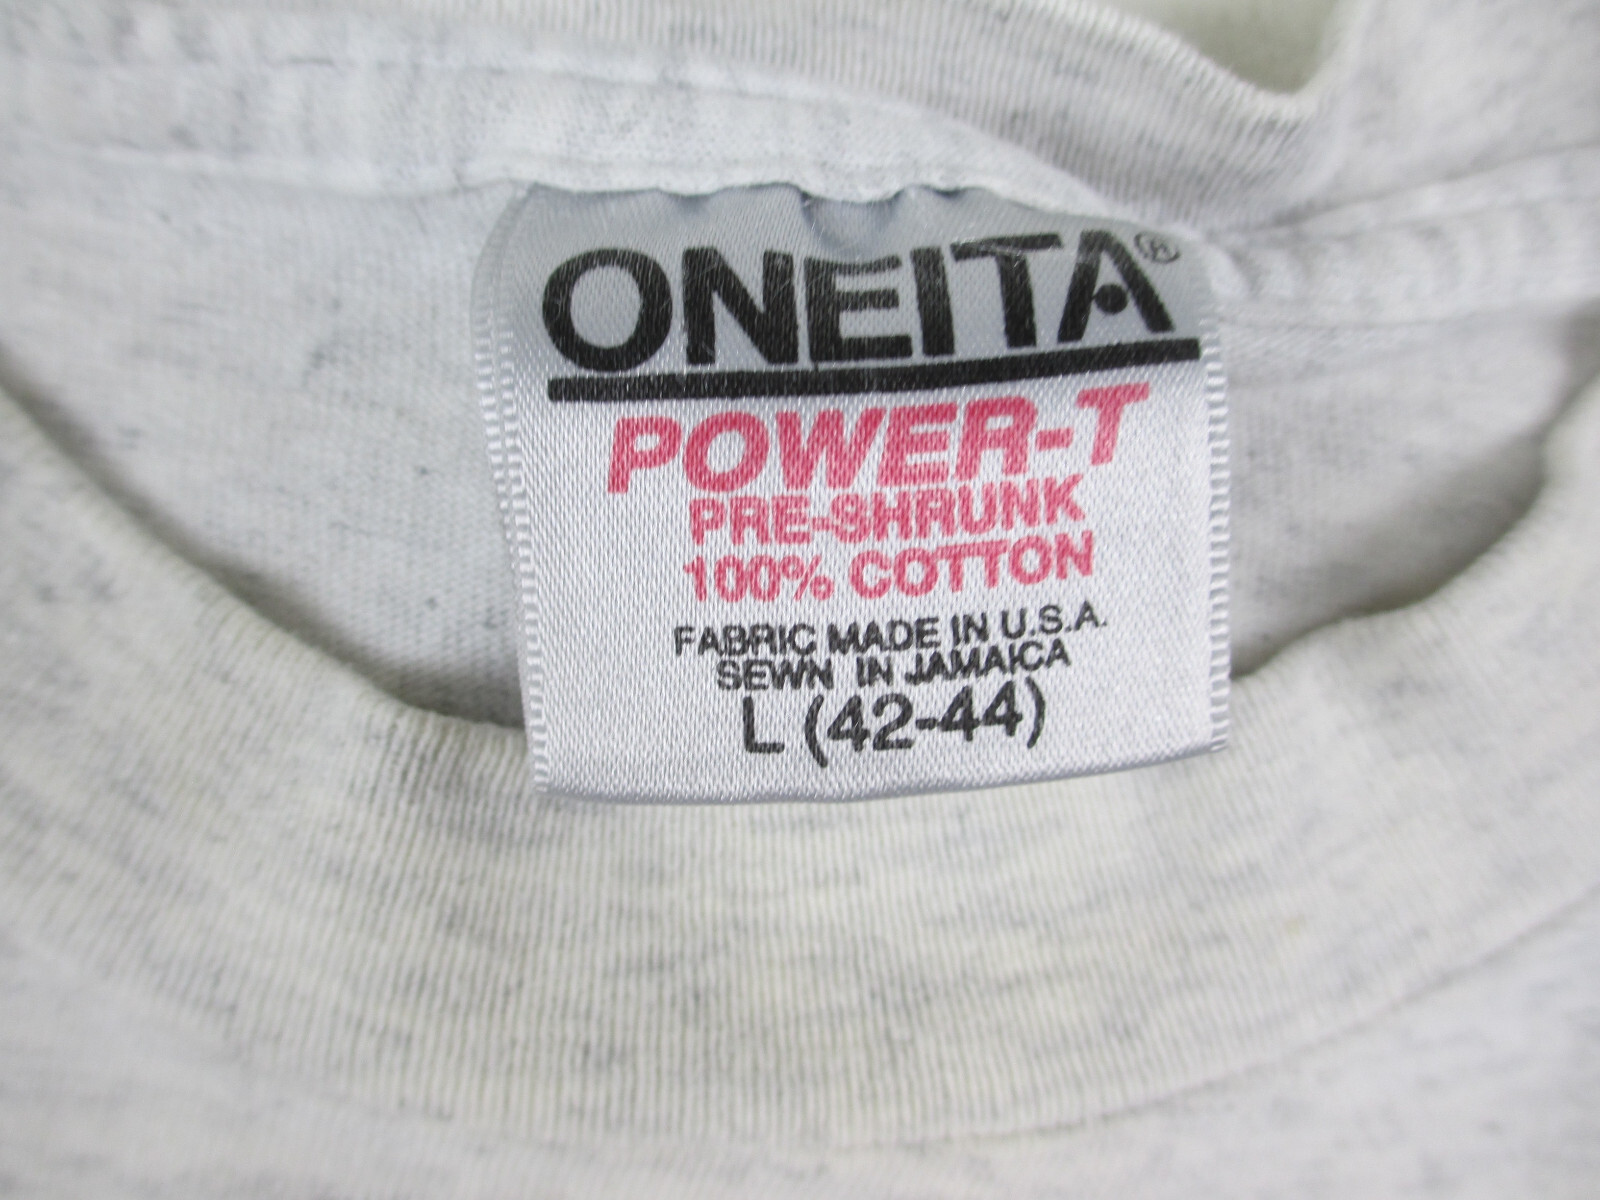 ONEITA®
POWER-T
PRE-SHRUNK
100% COTTON
FABRIC MADE IN U.S.A.
SEWN IN JAMAICA
L (42-44)